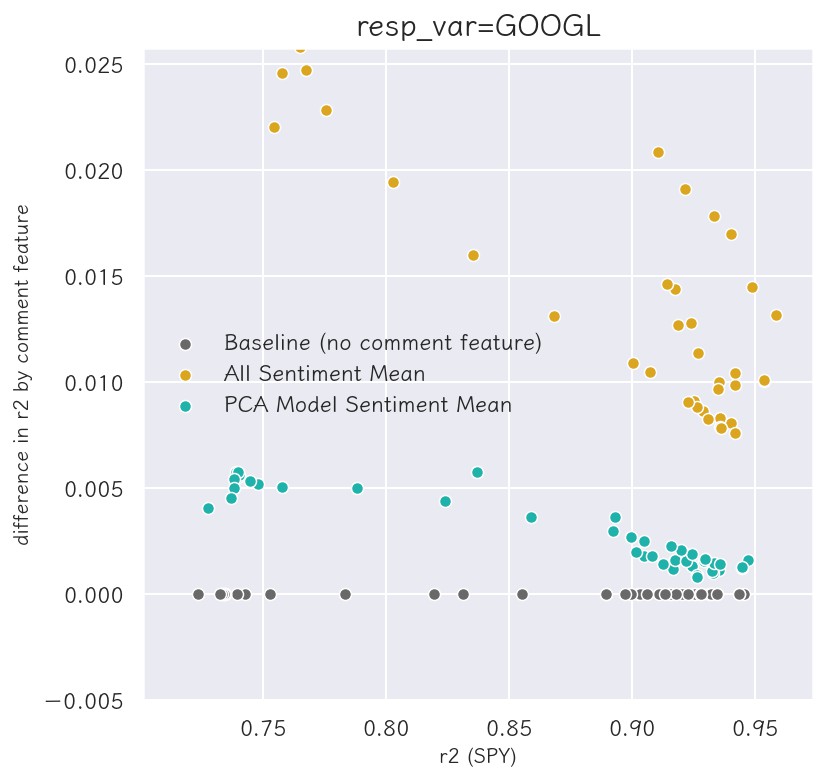 resp_var=GOOGL
difference in r2 by comment feature
0.025
0.020
0.015
0.010
0.005
0.000
−0.005
Baseline (no comment feature)
All Sentiment Mean
PCA Model Sentiment Mean
0.75 0.80 0.85 0.90 0.95
r2 (SPY)